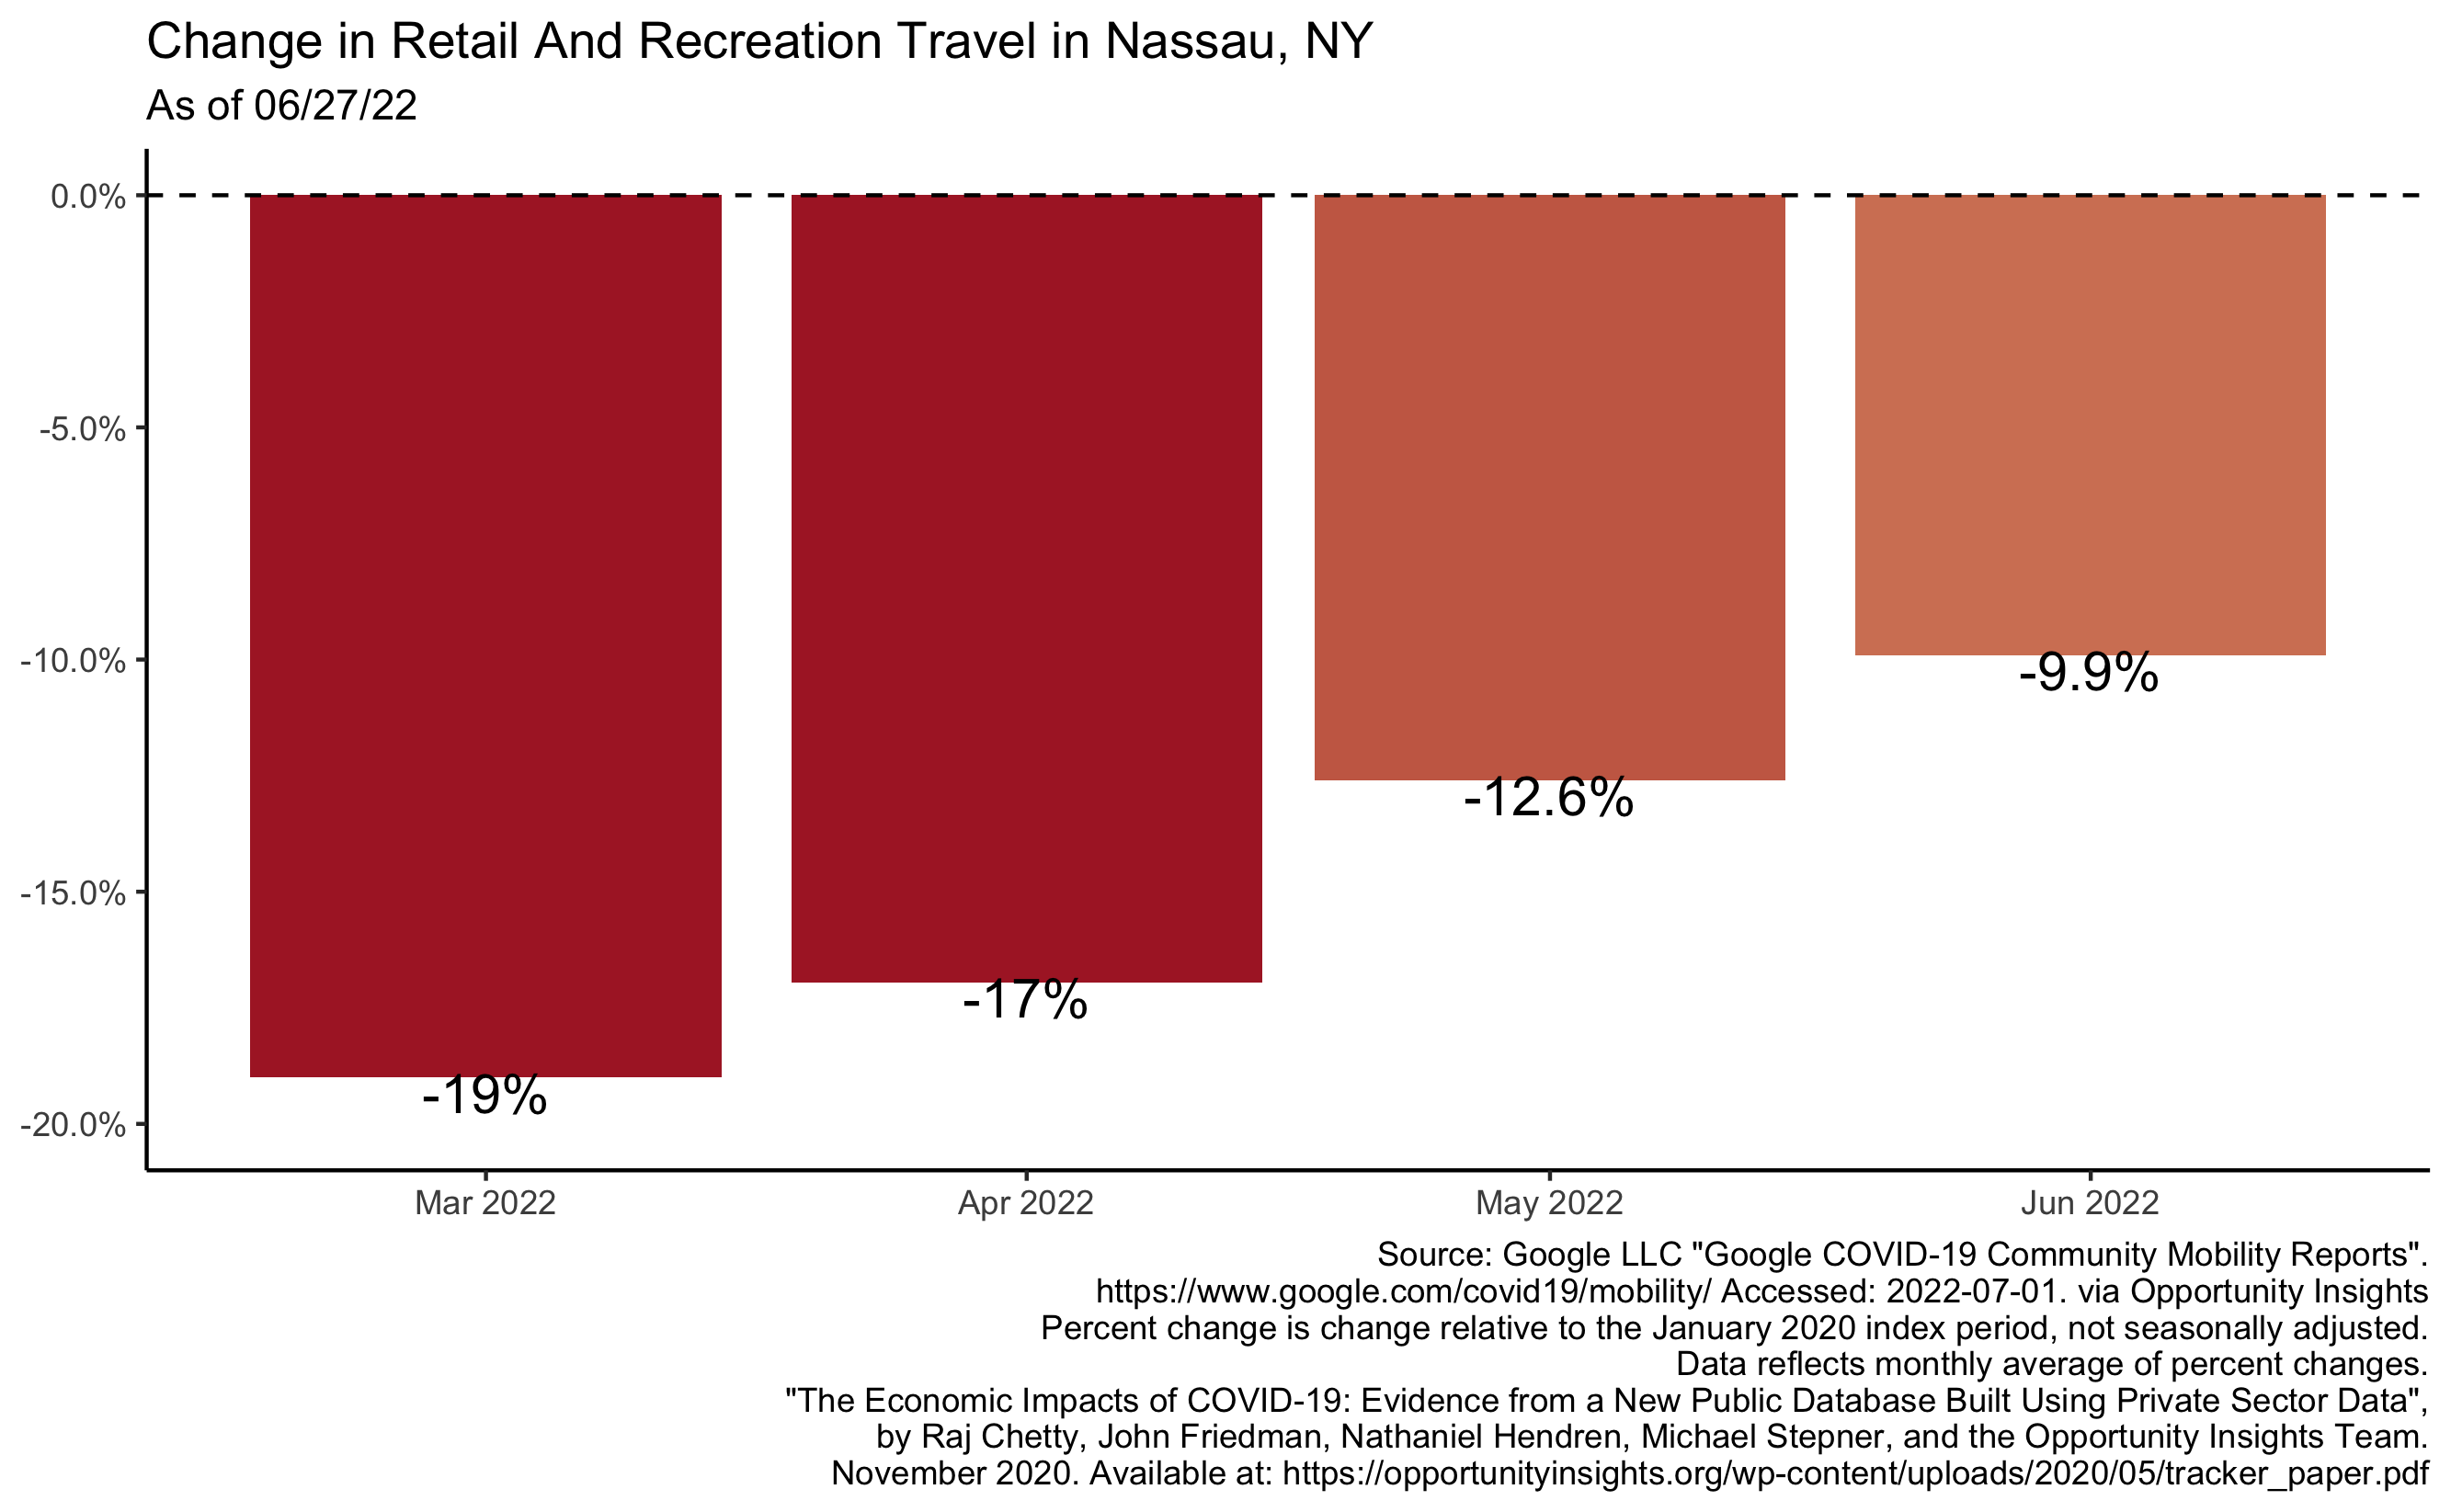 Change in Retail And Recreation Travel in Nassau, NY
As of 06/27/22
0.0%
-5.0%
-10.0%
-15.0%
-20.0%
-19%
-17%
-12.6%
-9.9%
Mar 2022
Apr 2022
May 2022
Jun 2022
Source: Google LLC "Google COVID-19 Community Mobility Reports".
https://www.google.com/covid19/mobility/ Accessed: 2022-07-01. via Opportunity Insights
Percent change is change relative to the January 2020 index period, not seasonally adjusted.
Data reflects monthly average of percent changes.
"The Economic Impacts of COVID-19: Evidence from a New Public Database Built Using Private Sector Data",
by Raj Chetty, John Friedman, Nathaniel Hendren, Michael Stepner, and the Opportunity Insights Team.
November 2020. Available at: https://opportunityinsights.org/wp-content/uploads/2020/05/tracker_paper.pdf